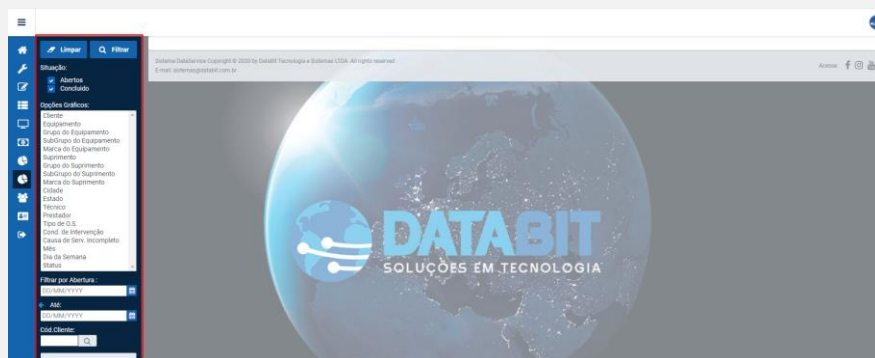 Limpar
Filtrar
Situação:
Abertos
Concluído
Opções Gráficos:
Cliente
Equipamento
Grupo do Equipamento
SubGrupo do Equipamento
Marca do Equipamento
Suprimento
Grupo do Suprimento
SubGrupo do Suprimento
Marca do Suprimento
Cidade
Estado
Técnico
Prestador
Tipo de O.S.
Cond. de Intervenção
Causa de Serv. Incompleto
Mês
Dia da Semana
Status
Filtrar por Abertura :
DD/MM/YYYY
Até:
DD/MM/YYYY
Cód.Cliente:
Sistema DataService Copyright © 2020 by DataBit Tecnologia e Sistemas LTDA. All rights reserved
E-mail: sistemas@databit.com.br
DATABIT
SOLUÇÕES EM TECNOLOGIA